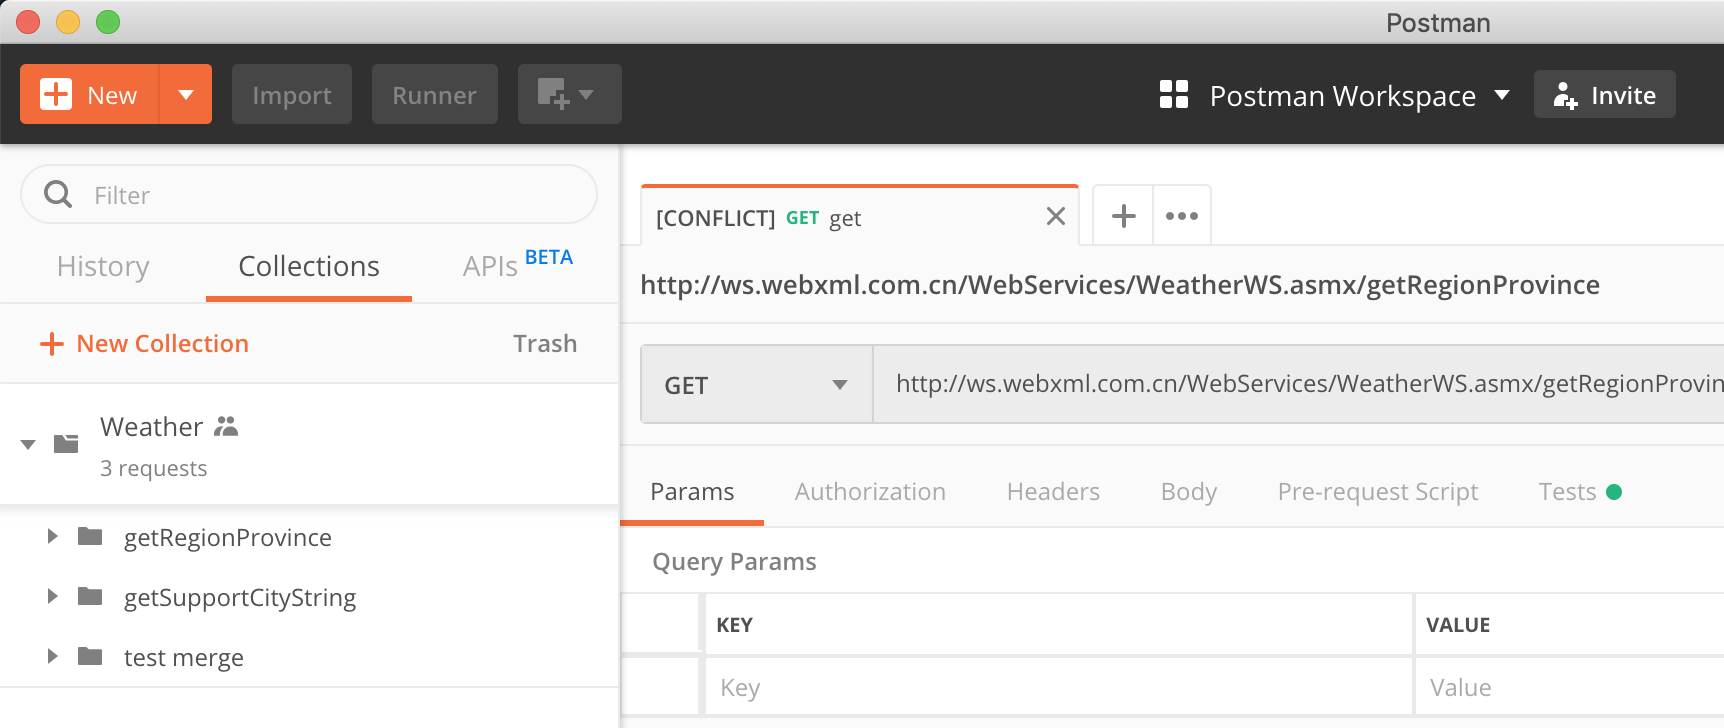 Postman
New
Import
Runner
Postman Workspace
Invite
Filter
History
Collections
APIs BETA
New Collection
Trash
Weather
3 requests
getRegionProvince
getSupportCityString
test merge
[CONFLICT] GET get
http://ws.webxml.com.cn/WebServices/WeatherWS.asmx/getRegionProvince
GET
http://ws.webxml.com.cn/WebServices/WeatherWS.asmx/getRegionProvin
Params
Authorization
Headers
Body
Pre-request Script
Tests
Query Params
KEY
VALUE
Key
Value